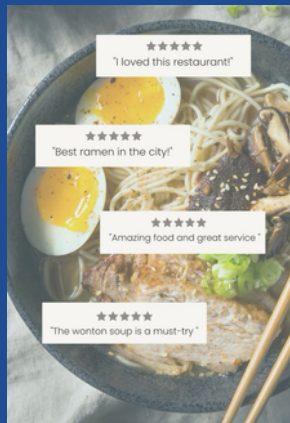 ★★★★★
"I loved this restaurant!"
★★★★★
"Best ramen in the city!"
★★★★★
"Amazing food and great service "
★★★★★
"The wonton soup is a must-try "